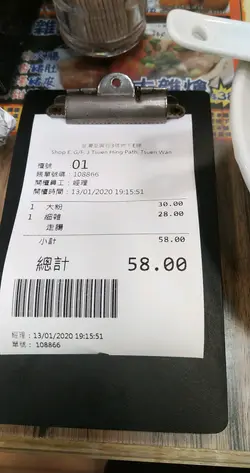 Shop E, G/F, 1 Tsuen Hing Path, Tsuen Wan
檯號 01
賬單號碼：108866
開檯員工：經理
開檯時間：13/01/2020 19:15:51
1 大粉 30.00
1 細雜 28.00
走腸
小計 58.00
總計 58.00
經理：13/01/2020 19:15:51
單號：108866